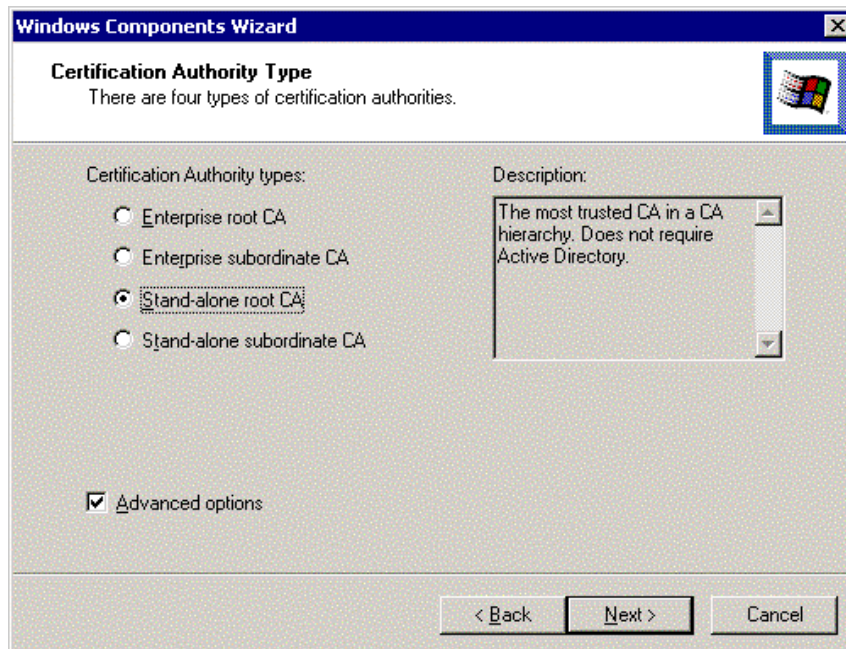 Windows Components Wizard
Certification Authority Type
There are four types of certification authorities.
Certification Authority types:
Enterprise root CA
Enterprise subordinate CA
Stand-alone root CA
Stand-alone subordinate CA
Description:
The most trusted CA in a CA
hierarchy. Does not require
Active Directory.
Advanced options
< Back
Next >
Cancel